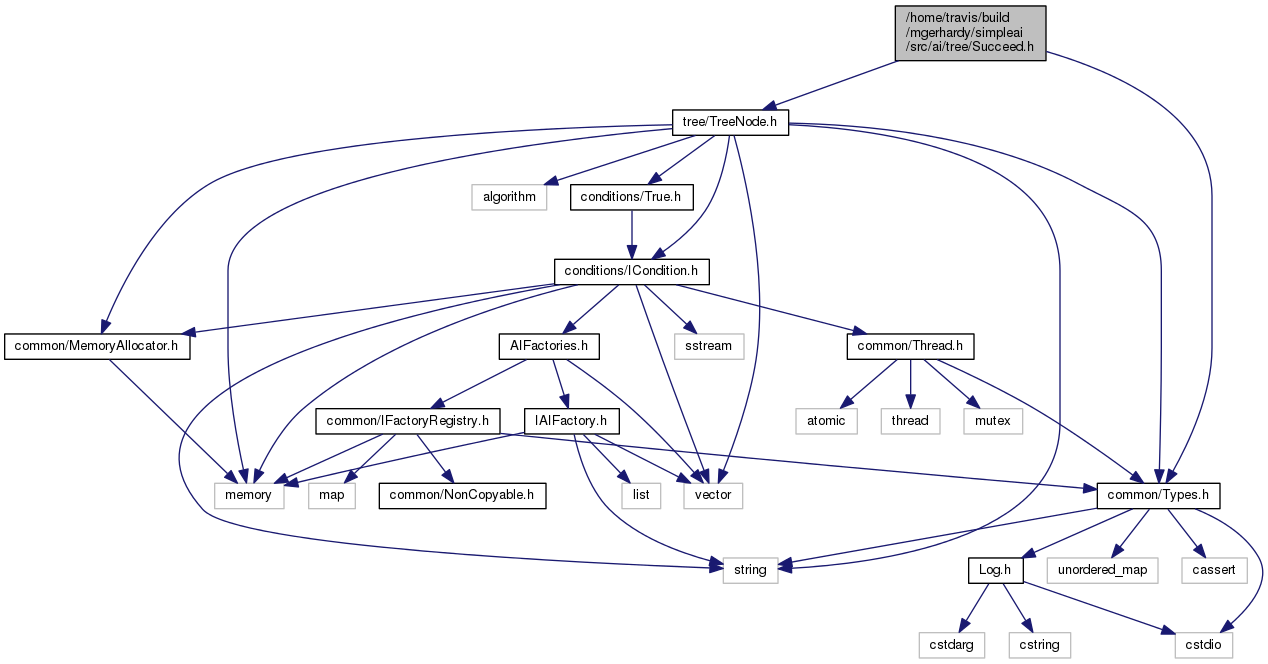 /home/travis/build
/mgerhardy/simpleai
/src/ai/tree/Succeed.h
tree/TreeNode.h
algorithm
conditions/True.h
conditions/ICondition.h
common/MemoryAllocator.h
AIFactories.h
sstream
common/Thread.h
common/IFactoryRegistry.h
IAIFactory.h
atomic
thread
mutex
memory
map
common/NonCopyable.h
list
vector
common/Types.h
string
Log.h
unordered_map
cassert
cstdarg
cstring
cstdio